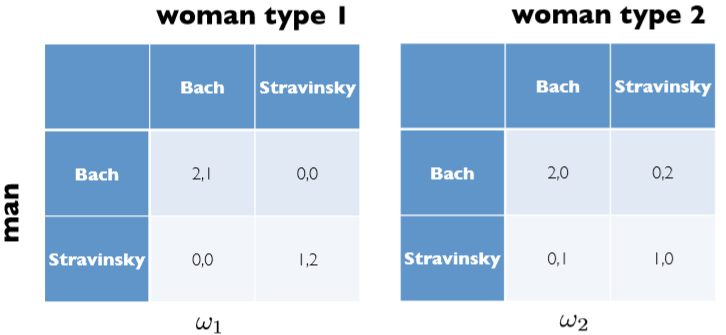 woman type 1 woman type 2
Bach Stravinsky Bach Stravinsky
Bach 2,1 0,0 Bach 2,0 0,2
man
Stravinsky 0,0 1,2 Stravinsky 0,1 1,0
ω₁ ω₂